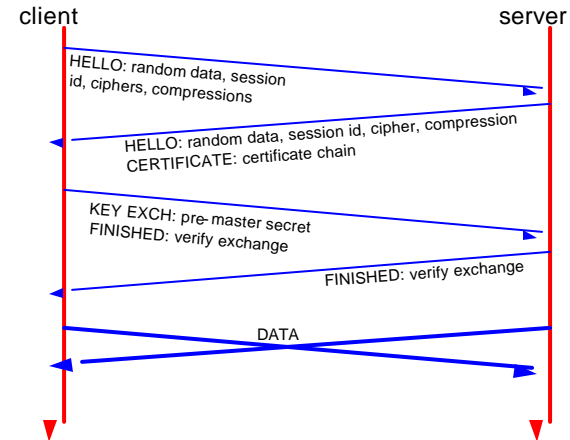 client
server
HELLO: random data, session
id, ciphers, compressions
HELLO: random data, session id, cipher, compression
CERTIFICATE: certificate chain
KEY EXCH: pre-master secret
FINISHED: verify exchange
FINISHED: verify exchange
DATA